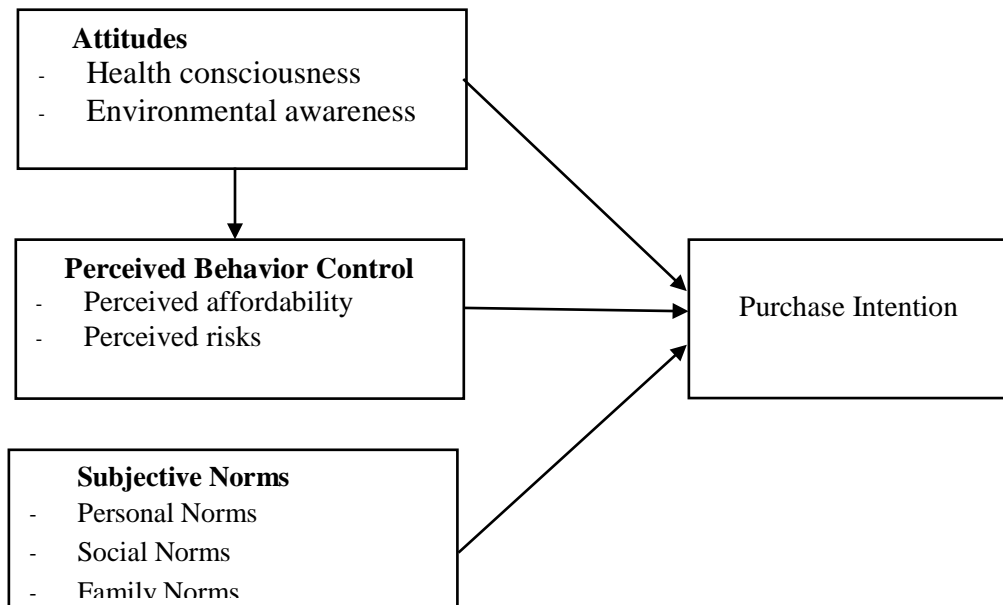 Attitudes
- Health consciousness
- Environmental awareness
Perceived Behavior Control
- Perceived affordability
- Perceived risks
Purchase Intention
Subjective Norms
- Personal Norms
- Social Norms
- Family Norms